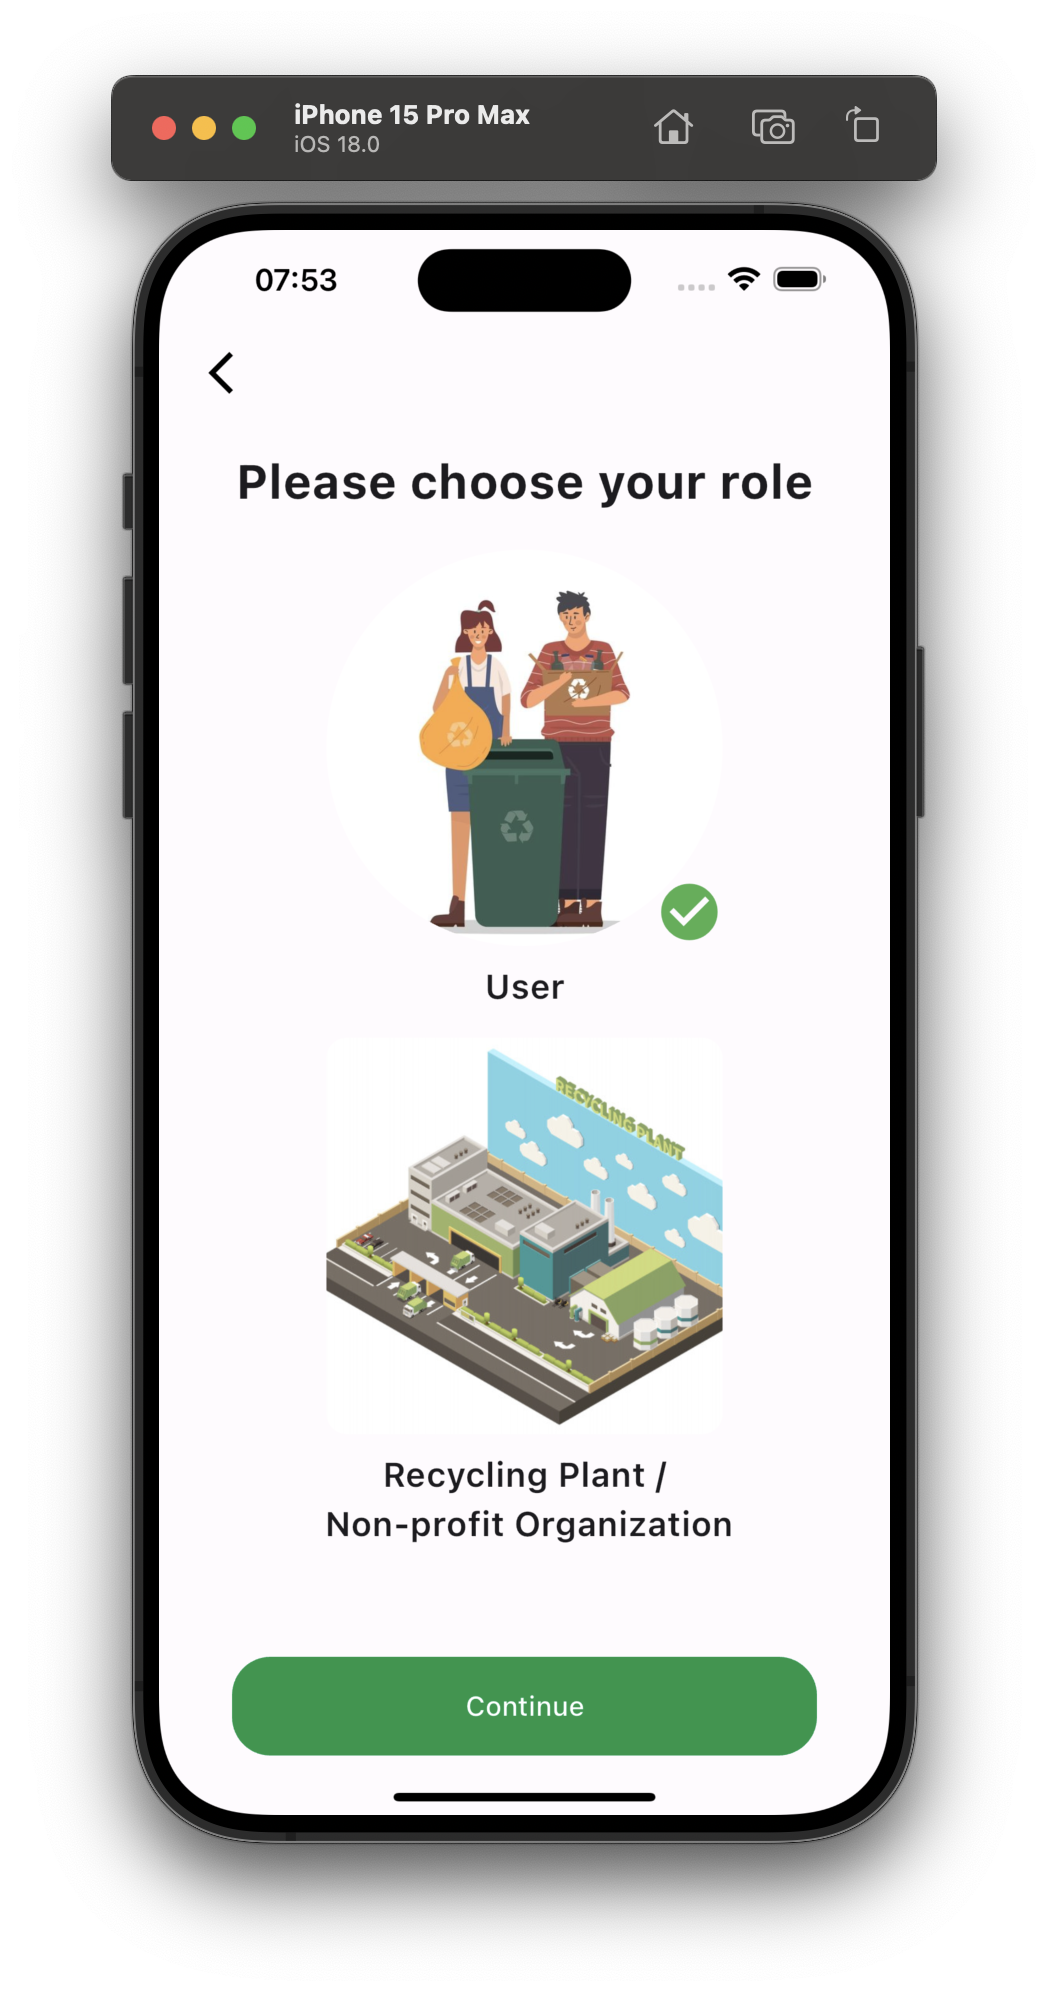 iPhone 15 Pro Max
iOS 18.0
07:53
Please choose your role
User
RECYCLING PLANT
Recycling Plant /
Non-profit Organization
Continue